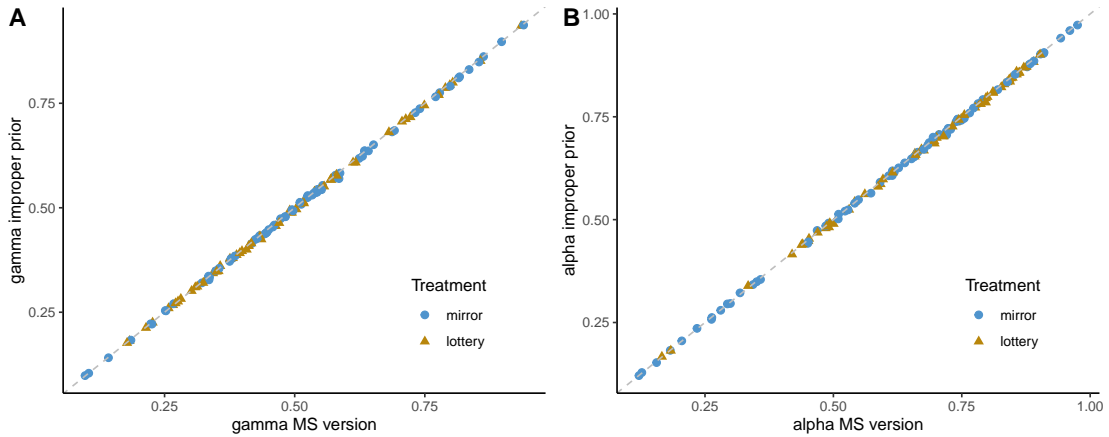 A
gamma improper prior
0.75
0.50
0.25
Treatment
mirror
lottery
0.25
0.50
0.75
gamma MS version
B
alpha improper prior
1.00
0.75
0.50
0.25
Treatment
mirror
lottery
0.25
0.50
0.75
1.00
alpha MS version